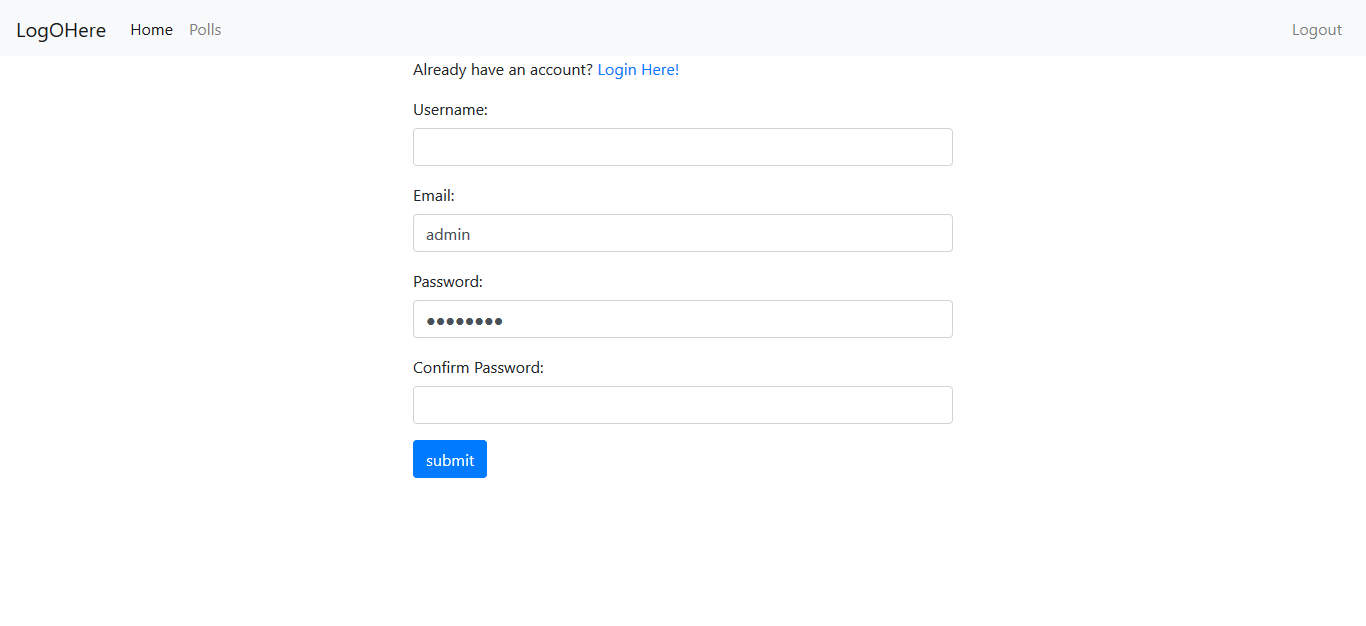 LogOHere Home Polls Logout
Already have an account? Login Here!
Username:
Email:
admin
Password:
●●●●●●●●
Confirm Password:
submit